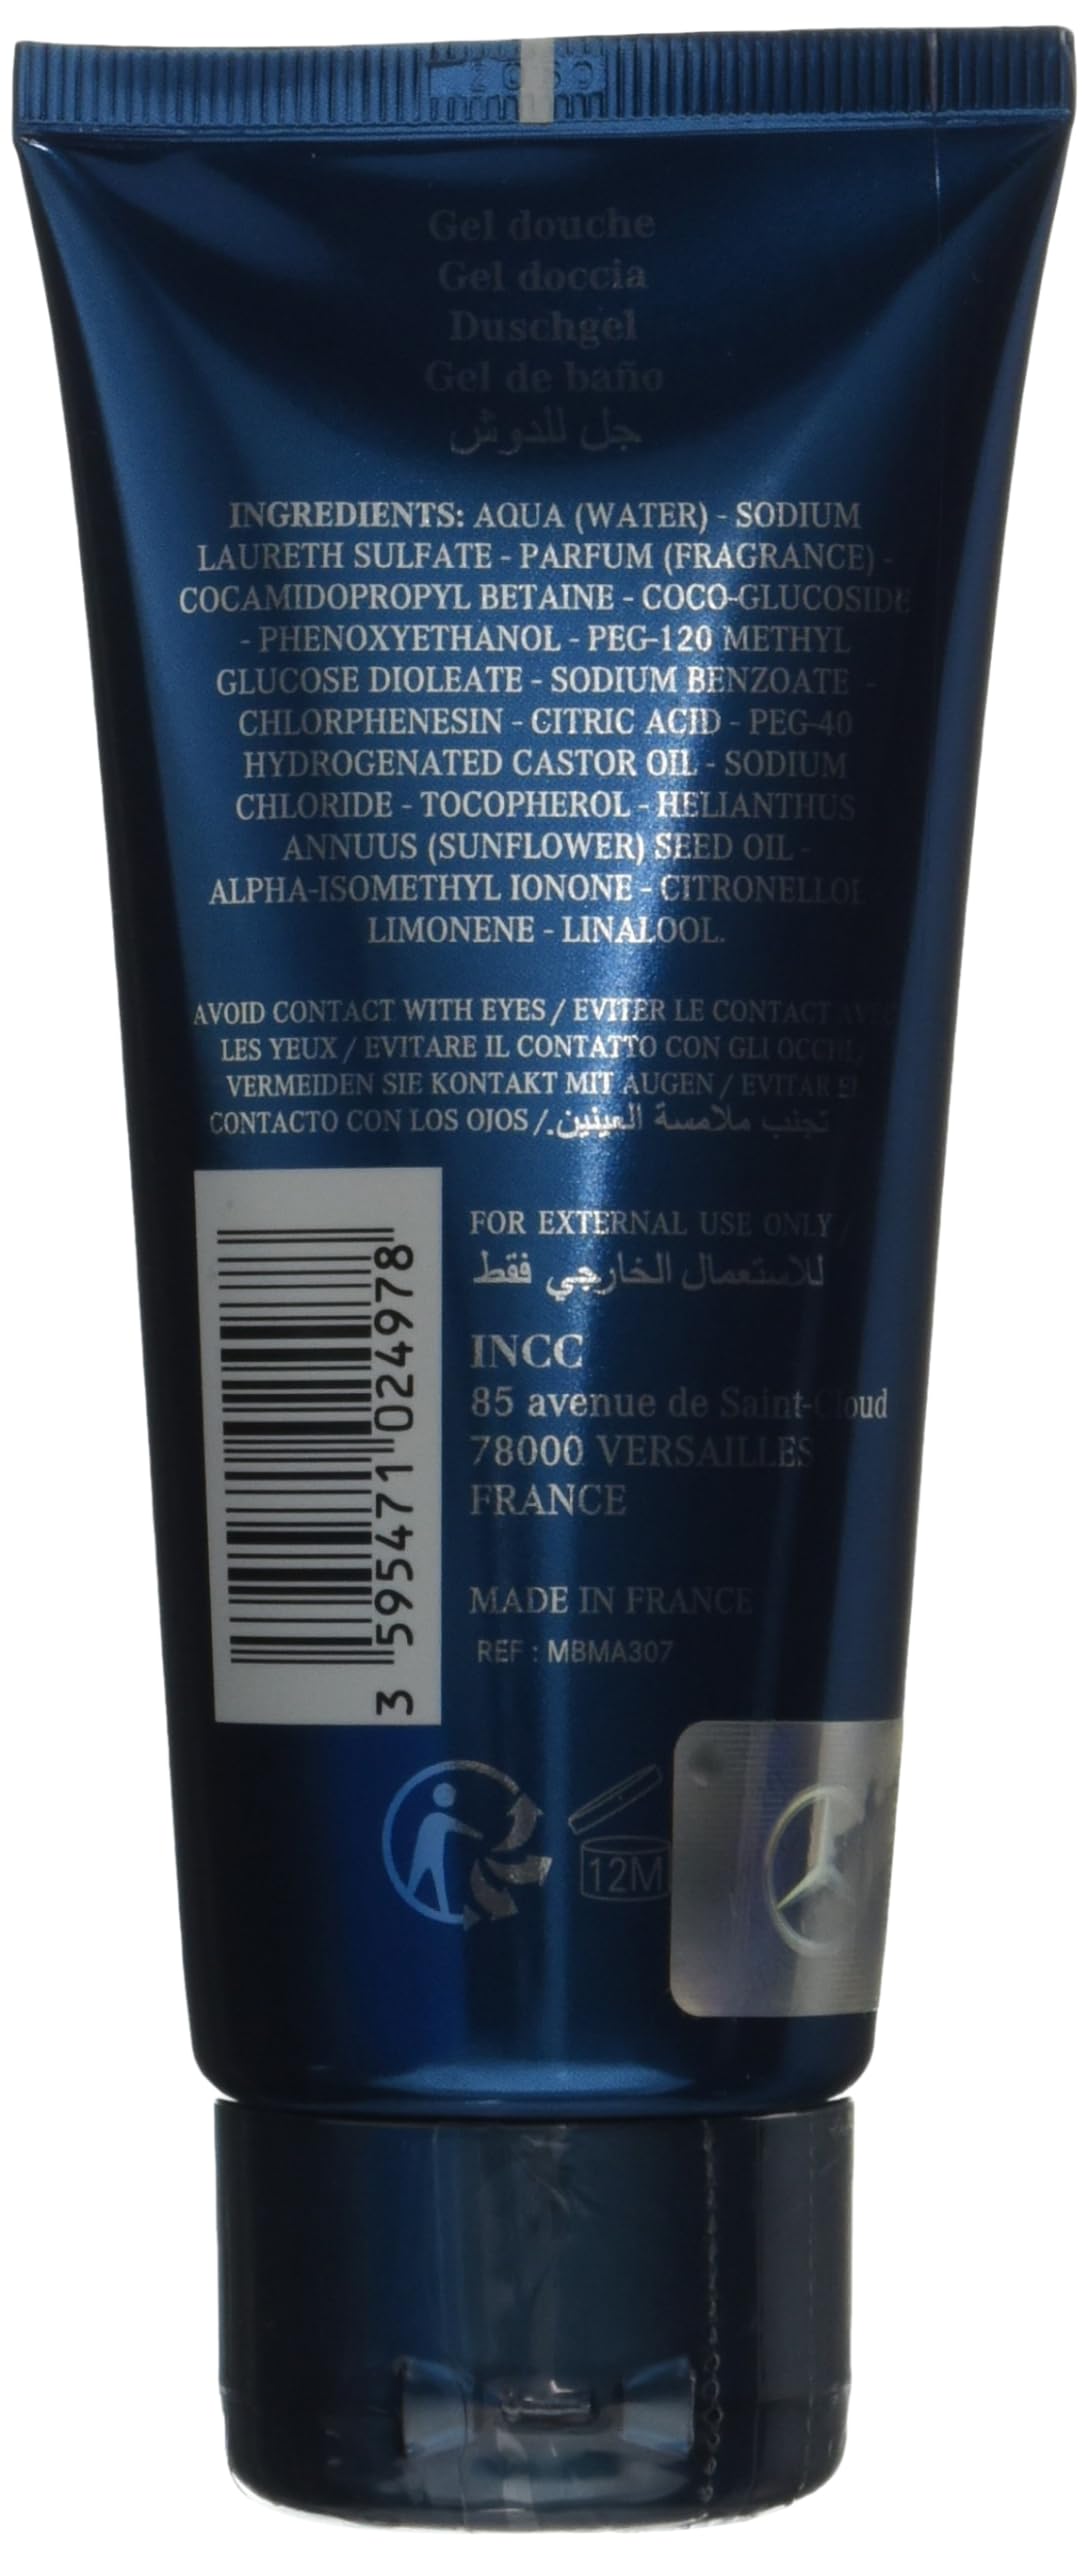 Gel douche
Gel doccia
Duschgel
Gel de baño
جل للدوش
INGREDIENTS: AQUA (WATER) - SODIUM
LAURETH SULFATE - PARFUM (FRAGRANCE) -
COCAMIDOPROPYL BETAINE - COCO-GLUCOSIDE
- PHENOXYETHANOL - PEG-120 METHYL
GLUCOSE DIOLEATE - SODIUM BENZOATE -
CHLORPHENESIN - CITRIC ACID - PEG-40
HYDROGENATED CASTOR OIL - SODIUM
CHLORIDE - TOCOPHEROL - HELIANTHUS
ANNUUS (SUNFLOWER) SEED OIL -
ALPHA-ISOMETHYL IONONE - CITRONELLOL -
LIMONENE - LINALOOL.
AVOID CONTACT WITH EYES / EVITER LE CONTACT AVEC
LES YEUX / EVITARE IL CONTATTO CON GLI OCCHI /
VERMEIDEN SIE KONTAKT MIT AUGEN / EVITAR EL
CONTACTO CON LOS OJOS / تجنب ملامسة العينين.
FOR EXTERNAL USE ONLY /
للاستعمال الخارجي فقط
INCC
85 avenue de Saint-Cloud
78000 VERSAILLES
FRANCE
MADE IN FRANCE
REF : MBMA307
3 595471 024978
12M